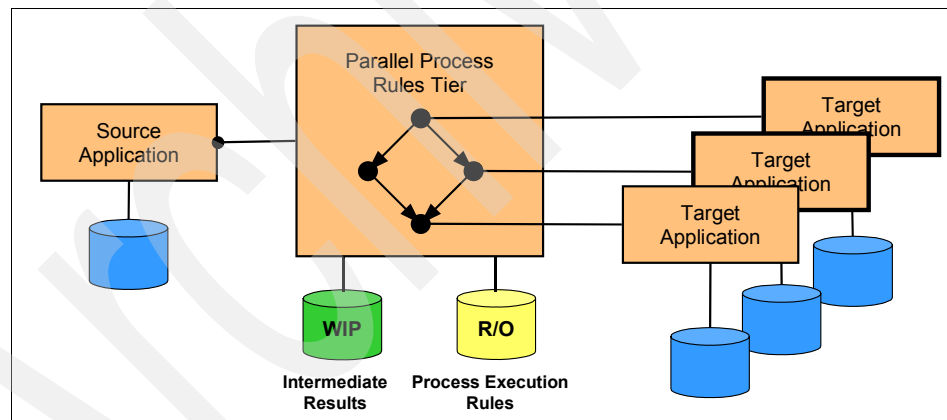 Parallel Process
Rules Tier
Source
Application
Target
Application
Target
Application
Target
Application
WIP
R/O
Intermediate
Results
Process Execution
Rules